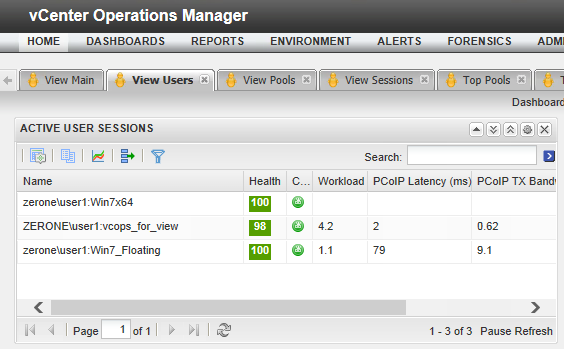 vCenter Operations Manager
HOME DASHBOARDS REPORTS ENVIRONMENT ALERTS FORENSICS ADMI
View Main View Users View Pools View Sessions Top Pools T
Dashboard
ACTIVE USER SESSIONS
Search:
Name Health C... Workload PCoIP Latency (ms) PCoIP TX Bandw
zerone\user1:Win7x64 100
ZERONE\user1:vcops_for_view 98 4.2 2 0.62
zerone\user1:Win7_Floating 100 1.1 79 9.1
Page 1 of 1 1 - 3 of 3 Pause Refresh